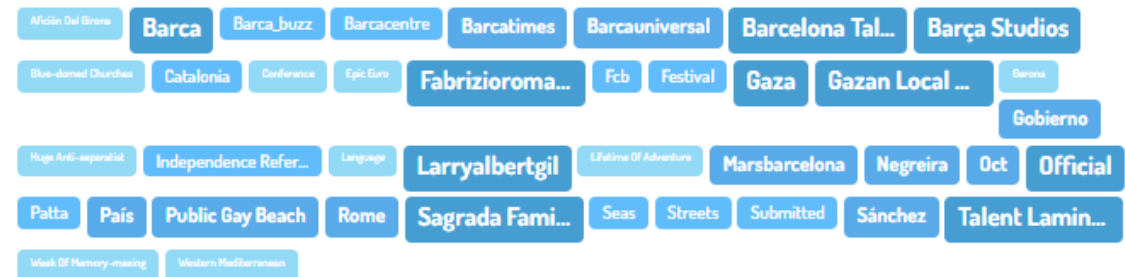 Afición Del Girona Barca Barca_buzz Barcacentre Barcatimes Barcauniversal Barcelona Tal... Barça Studios
Blue-domed Churches Catalonia Conference Epic Euro Fabrizioroma... Fcb Festival Gaza Gazan Local ... Gerona
Gobierno
Huge Anti-separatist Independence Refer... Language Larryalbertgil Lifetime Of Adventure Marsbarcelona Negreira Oct Official
Patta País Public Gay Beach Rome Sagrada Fami... Seas Streets Submitted Sánchez Talent Lamin...
Week Of Memory-mazing Western Mediterranean